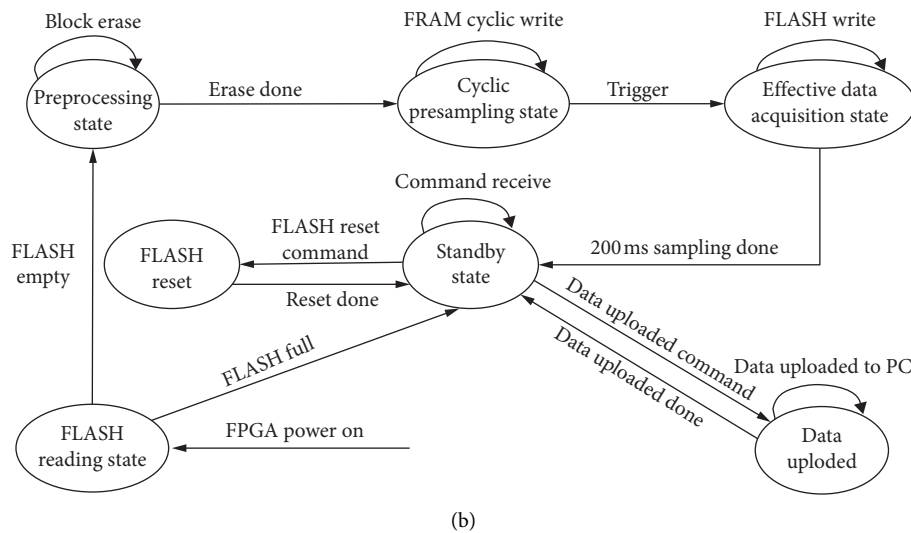 Block erase
FRAM cyclic write
FLASH write
Preprocessing
state
Erase done
Cyclic
presampling state
Trigger
Effective data
acquisition state
Command receive
FLASH
empty
FLASH
reset
FLASH reset
command
Reset done
Standby
state
200 ms sampling done
FLASH full
Data uploaded command
Data uploaded done
Data uploaded to PC
FLASH
reading state
FPGA power on
Data
uploded
(b)